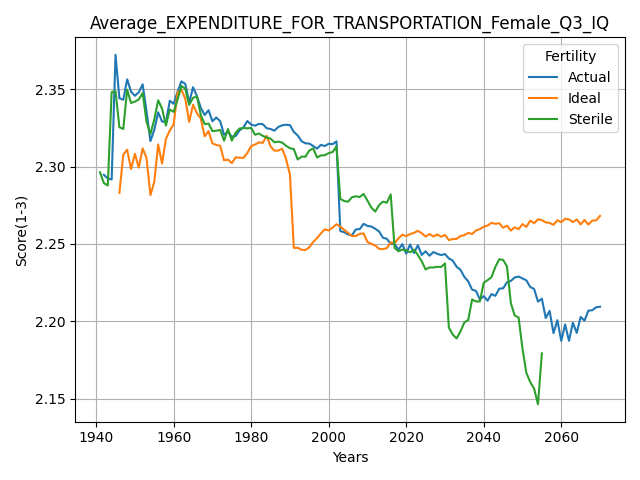 Average_EXPENDITURE_FOR_TRANSPORTATION_Female_Q3_IQ
Fertility
Actual
Ideal
Sterile
Score(1-3)
2.35
2.30
2.25
2.20
2.15
1940 1960 1980 2000 2020 2040 2060
Years